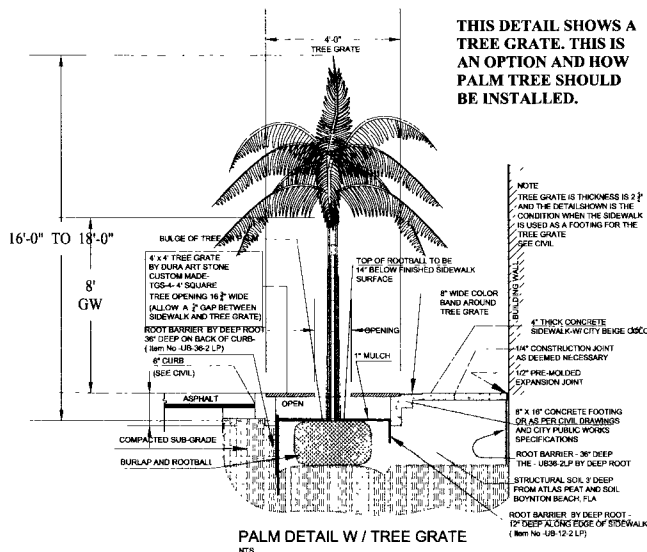 THIS DETAIL SHOWS A
TREE GRATE. THIS IS
AN OPTION AND HOW
PALM TREE SHOULD
BE INSTALLED.
4'-0"
TREE GRATE
16'-0" TO 18'-0"
8'
GW
BULGE OF TREE
4' x 4' TREE GRATE
BY DURA ART STONE
CUSTOM MADE-
TGS-4- 4' SQUARE
TREE OPENING 16 WIDE
(ALLOW A GAP BETWEEN
SIDEWALK AND TREE GRATE)
ROOT BARRIER BY DEEP ROOT
36" DEEP ON BACK OF CURB-
( Item No -UB-36-2 LP)
6" CURB
(SEE CIVIL)
ASPHALT
OPEN
COMPACTED SUB-GRADE
BURLAP AND ROOTBALL
TOP OF ROOTBALL TO BE
14" BELOW FINISHED SIDEWALK
SURFACE
8" WIDE COLOR
BAND AROUND
TREE GRATE
OPENING
1" MULCH
BUILDING WALL
NOTE
TREE GRATE IS THICKNESS IS 2
AND THE DETAILSHOWN IS THE
CONDITION WHEN THE SIDEWALK
IS USED AS A FOOTING FOR THE
TREE GRATE
SEE CIVIL
4" THICK CONCRETE
SIDEWALK-W/CITY BEIGE
1/4" CONSTRUCTION JOINT
AS DEEMED NECESSARY
1/2" PRE-MOLDED
EXPANSION JOINT
8" X 16" CONCRETE FOOTING
OR AS PER CIVIL DRAWINGS
AND CITY PUBLIC WORKS
SPECIFICATIONS
ROOT BARRIER - 36" DEEP
THE - UB36-2LP BY DEEP ROOT
STRUCTURAL SOIL 3' DEEP
FROM ATLAS PEAT AND SOIL
BOYNTON BEACH, FLA
ROOT BARRIER BY DEEP ROOT -
12" DEEP ALONG EDGE OF SIDEWALK
( Item No -UB-12-2 LP)
PALM DETAIL W / TREE GRATE
NTS